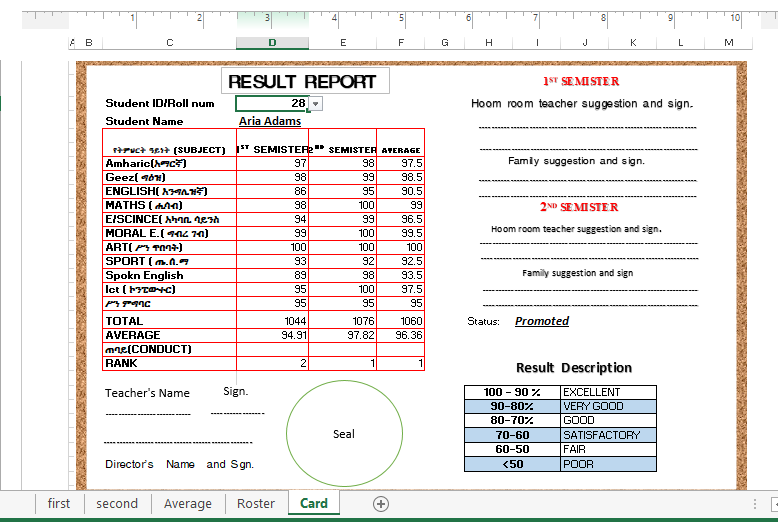 1 2 3 4 5 6 7 8 9 10
A B C D E F G H I J K L M
RESULT REPORT
Student ID/Roll num 28
Student Name Aria Adams
የትምህርት ዓይነት (SUBJECT) 1ST SEMISTER 2ND SEMISTER AVERAGE
Amharic(አማርኛ) 97 98 97.5
Geez( ግዕዝ) 98 99 98.5
ENGLISH( እንግሊዝኛ) 86 95 90.5
MATHS ( ሒሳብ) 98 100 99
E/SCINCE( አካባቢ ሳይንስ 94 99 96.5
MORAL E.( ግብረ ገብ) 99 100 99.5
ART( ሥነ ጥበባት) 100 100 100
SPORT ( ጤ.ሰ.ማ 93 92 92.5
Spokn English 89 98 93.5
Ict ( ኮንፒውተር) 95 100 97.5
ሥነ ምግባር 95 95 95
TOTAL 1044 1076 1060
AVERAGE 94.91 97.82 96.36
ጠባይ(CONDUCT)
RANK 2 1 1
Teacher's Name Sign.
Seal
Director's Name and Sgn.
1ST SEMISTER
Hoom room teacher suggestion and sign.
Family suggestion and sign.
2ND SEMISTER
Hoom room teacher suggestion and sign.
Family suggestion and sign
Status: Promoted
Result Description
100 - 90 % EXCELLENT
90-80% VERY GOOD
80-70% GOOD
70-60 SATISFACTORY
60-50 FAIR
<50 POOR
first second Average Roster Card